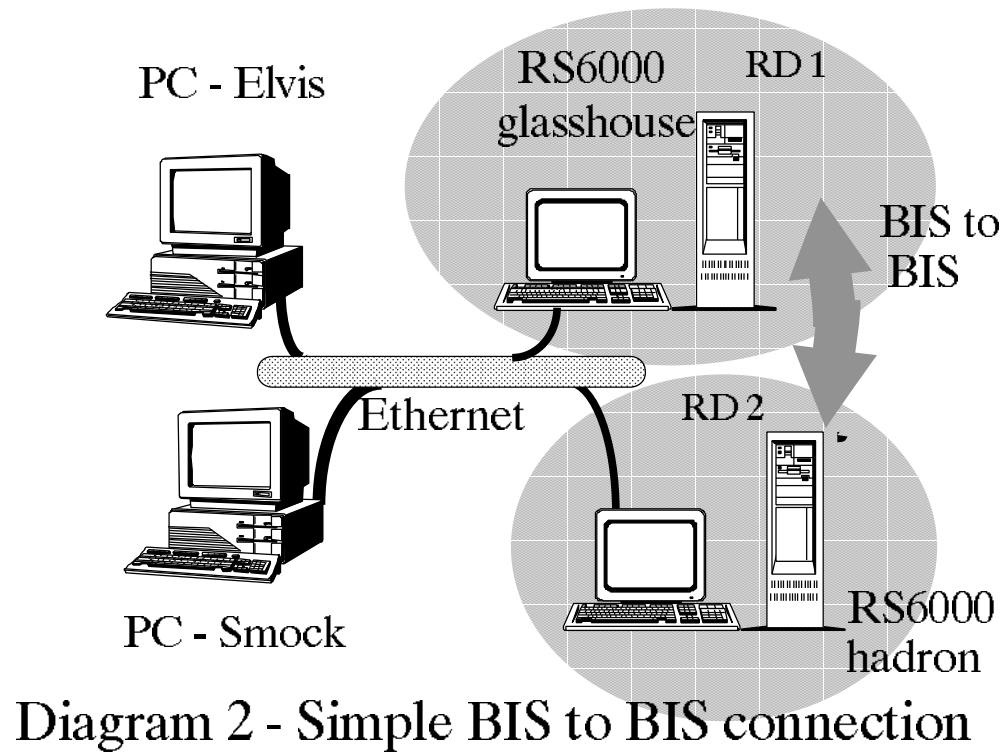 PC - Elvis
RS6000
glasshouse
RD 1
BIS to
BIS
Ethernet
RD 2
PC - Smock
RS6000
hadron
Diagram 2 - Simple BIS to BIS connection